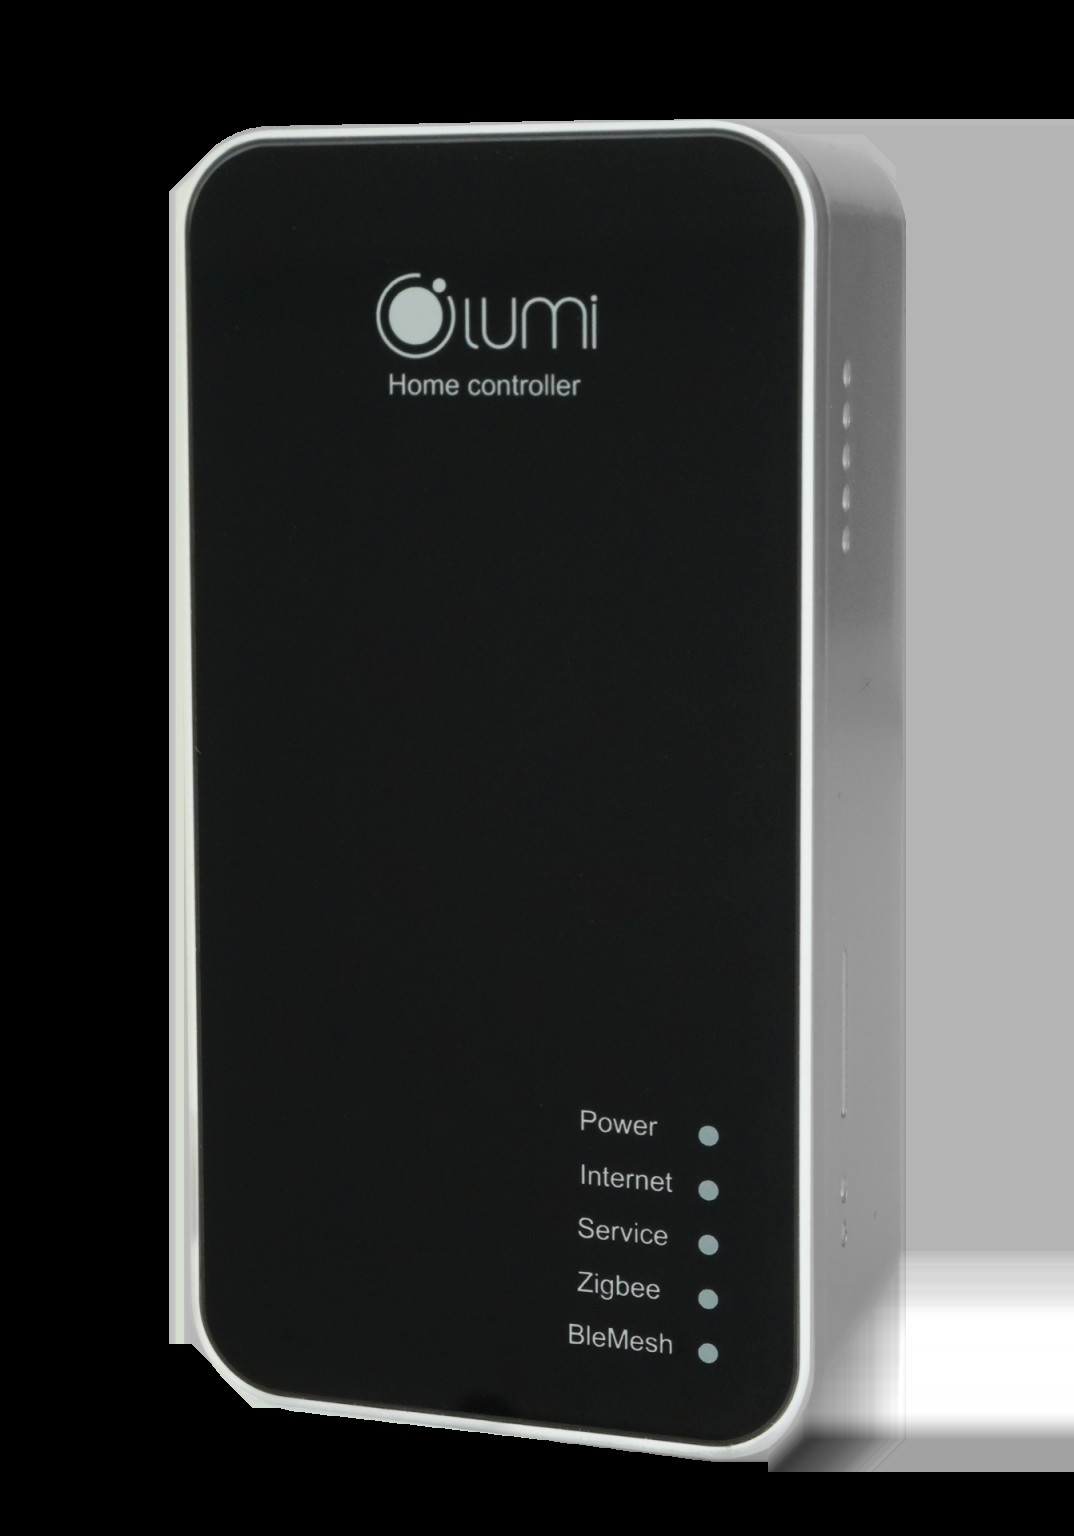 lumi
Home controller
Power
Internet
Service
Zigbee
BleMesh